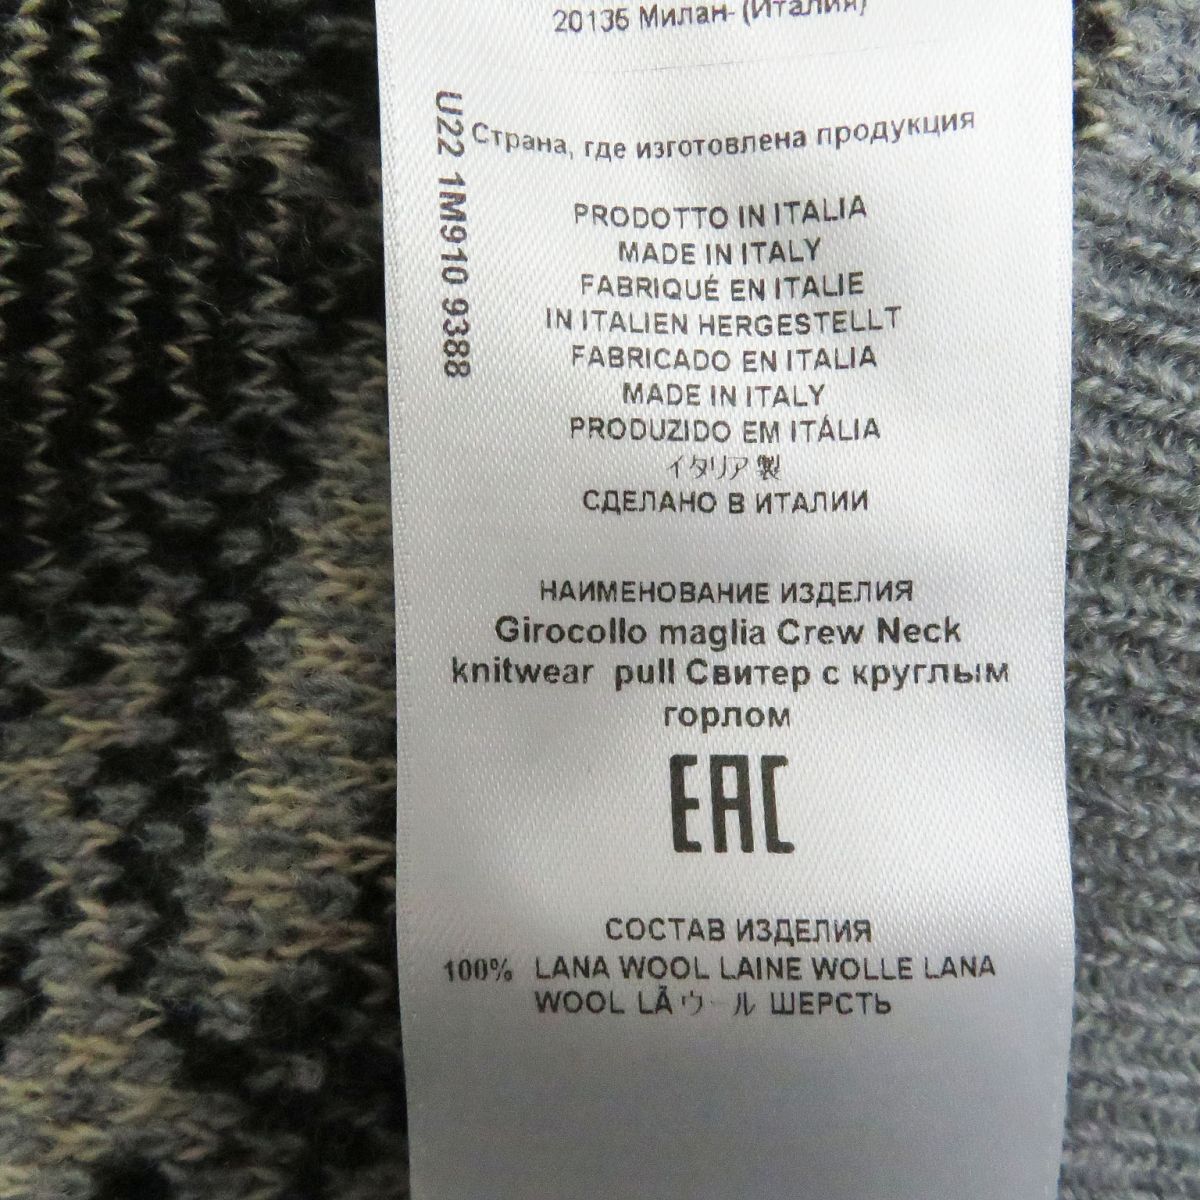 20135 Милан- (Италия)
U22 1M910 9388
Страна, где изготовлена продукция
PRODOTTO IN ITALIA
MADE IN ITALY
FABRIQUÉ EN ITALIE
IN ITALIEN HERGESTELLT
FABRICADO EN ITALIA
MADE IN ITALY
PRODUZIDO EM ITÁLIA
イタリア製
СДЕЛАНО В ИТАЛИИ
НАИМЕНОВАНИЕ ИЗДЕЛИЯ
Girocollo maglia Crew Neck
knitwear pull Свитер с круглым
горлом
EAC
СОСТАВ ИЗДЕЛИЯ
100% LANA WOOL LAINE WOLLE LANA
WOOL LÃ ウール ШЕРСТЬ